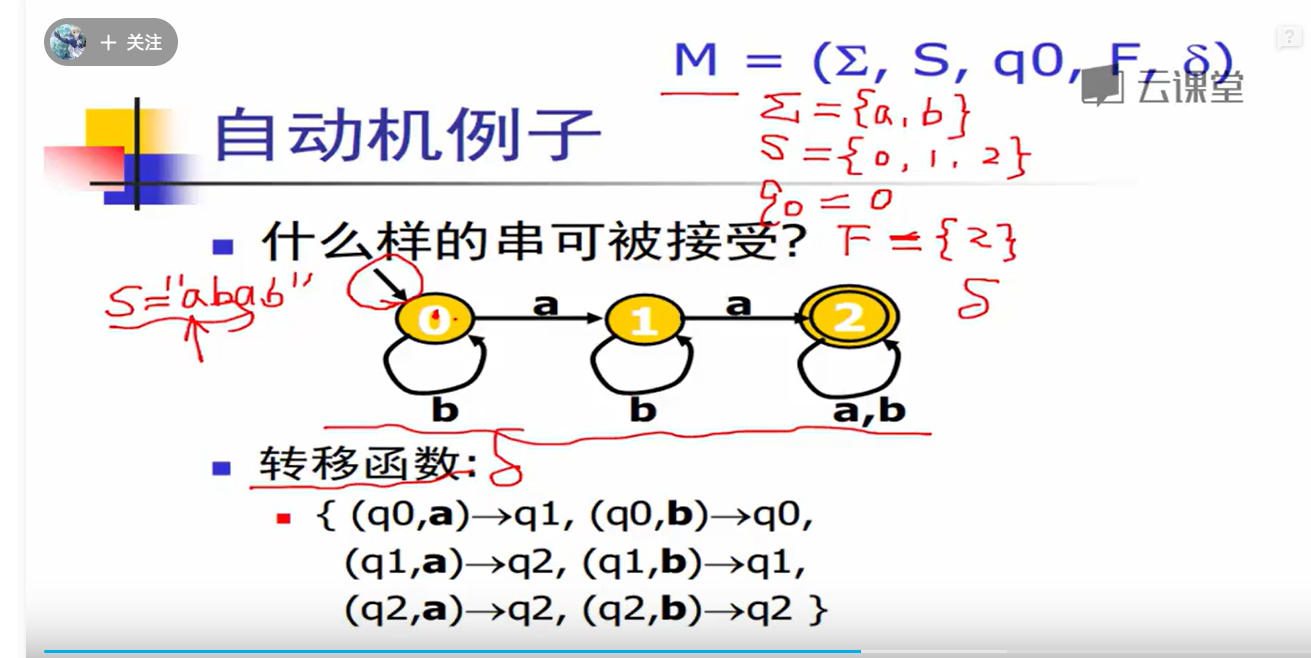 + 关注
M = (Σ, S, q0, F, δ)
云课堂
自动机例子
Σ = {a, b}
S = {0, 1, 2}
q0 = 0
什么样的串可被接受?
F = {2}
S="abab"
δ
0 a 1 a 2
b b a,b
转移函数: δ
{ (q0,a)→q1, (q0,b)→q0,
(q1,a)→q2, (q1,b)→q1,
(q2,a)→q2, (q2,b)→q2 }
?